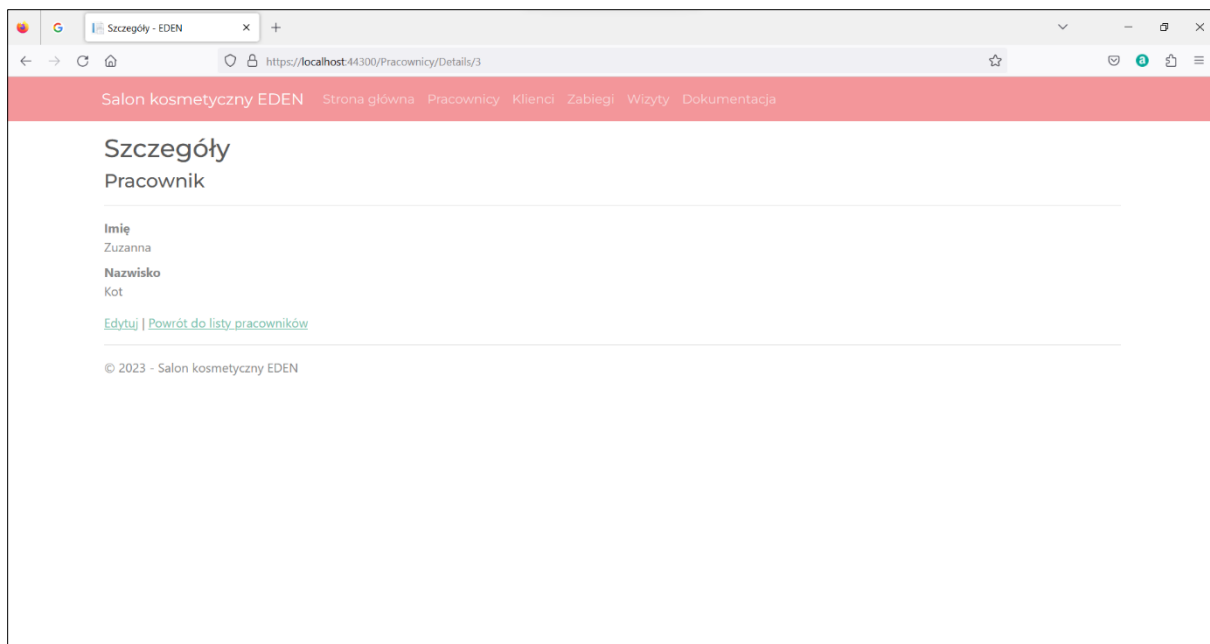 Szczegóły - EDEN
https://localhost:44300/Pracownicy/Details/3
Salon kosmetyczny EDEN Strona główna Pracownicy Klienci Zabiegi Wizyty Dokumentacja
Szczegóły
Pracownik
Imię
Zuzanna
Nazwisko
Kot
Edytuj | Powrót do listy pracowników
© 2023 - Salon kosmetyczny EDEN